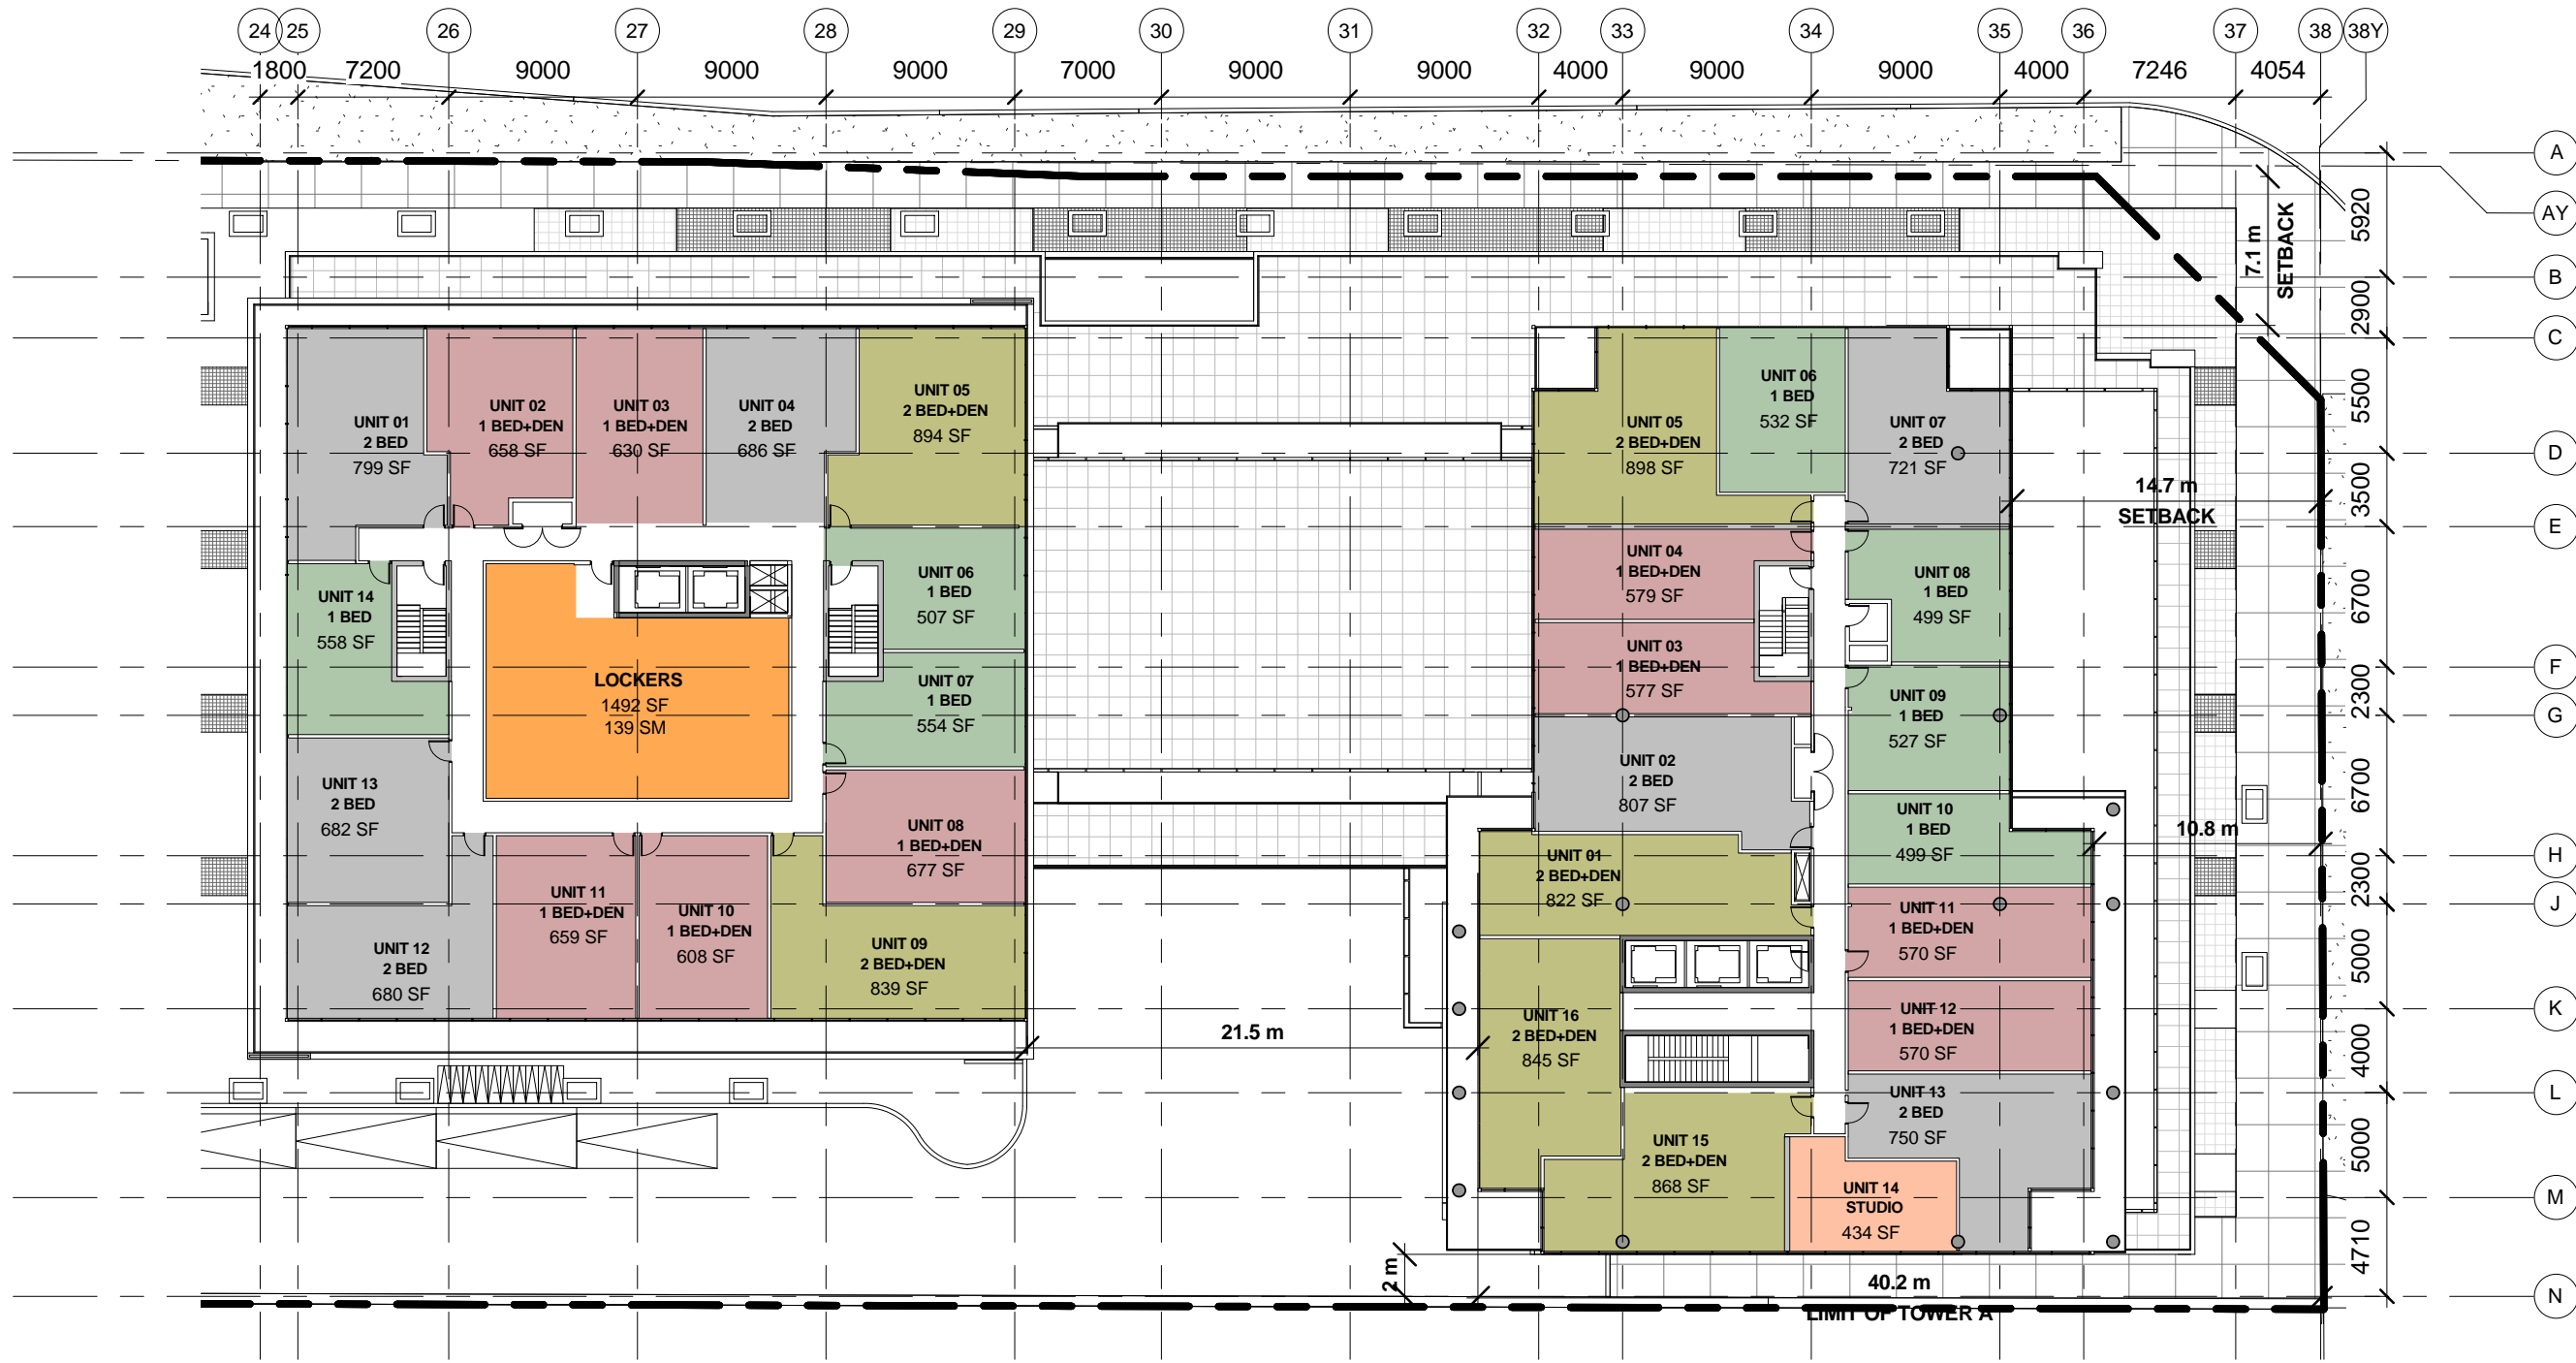 24 25 26 27 28 29 30 31 32 33 34 35 36 37 38 38Y
1800 7200 9000 9000 9000 7000 9000 9000 4000 9000 9000 4000 7246 4054
A
AY
B
C
D
E
F
G
H
J
K
L
M
N
5920
2900
5500
3500
6700
2300
6700
2300
5000
4000
5000
4710
7.1 m
SETBACK
14.7 m
SETBACK
10.8 m
21.5 m
2 m
40.2 m
LIMIT OF TOWER A
UNIT 01
2 BED
799 SF
UNIT 02
1 BED+DEN
658 SF
UNIT 03
1 BED+DEN
630 SF
UNIT 04
2 BED
686 SF
UNIT 05
2 BED+DEN
894 SF
UNIT 06
1 BED
507 SF
UNIT 07
1 BED
554 SF
UNIT 08
1 BED+DEN
677 SF
UNIT 09
2 BED+DEN
839 SF
UNIT 10
1 BED+DEN
608 SF
UNIT 11
1 BED+DEN
659 SF
UNIT 12
2 BED
680 SF
UNIT 13
2 BED
682 SF
UNIT 14
1 BED
558 SF
LOCKERS
1492 SF
139 SM
UNIT 05
2 BED+DEN
898 SF
UNIT 06
1 BED
532 SF
UNIT 07
2 BED
721 SF
UNIT 04
1 BED+DEN
579 SF
UNIT 08
1 BED
499 SF
UNIT 03
1 BED+DEN
577 SF
UNIT 09
1 BED
527 SF
UNIT 02
2 BED
807 SF
UNIT 10
1 BED
499 SF
UNIT 01
2 BED+DEN
822 SF
UNIT 11
1 BED+DEN
570 SF
UNIT 16
2 BED+DEN
845 SF
UNIT 12
1 BED+DEN
570 SF
UNIT 13
2 BED
750 SF
UNIT 15
2 BED+DEN
868 SF
UNIT 14
STUDIO
434 SF